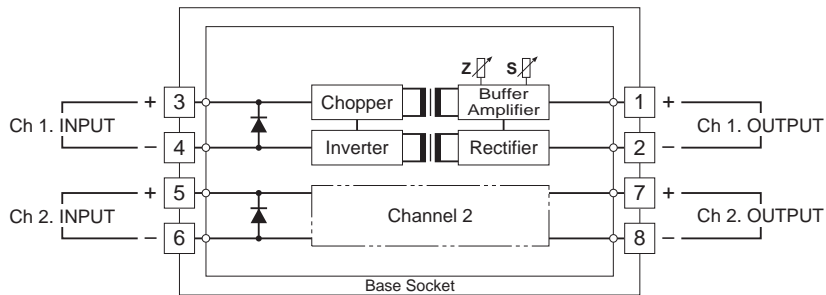 Z S
+ 3 Chopper Buffer Amplifier 1 +
Ch 1. INPUT Ch 1. OUTPUT
– 4 Inverter Rectifier 2 –
+ 5 7 +
Ch 2. INPUT Channel 2 Ch 2. OUTPUT
– 6 8 –
Base Socket